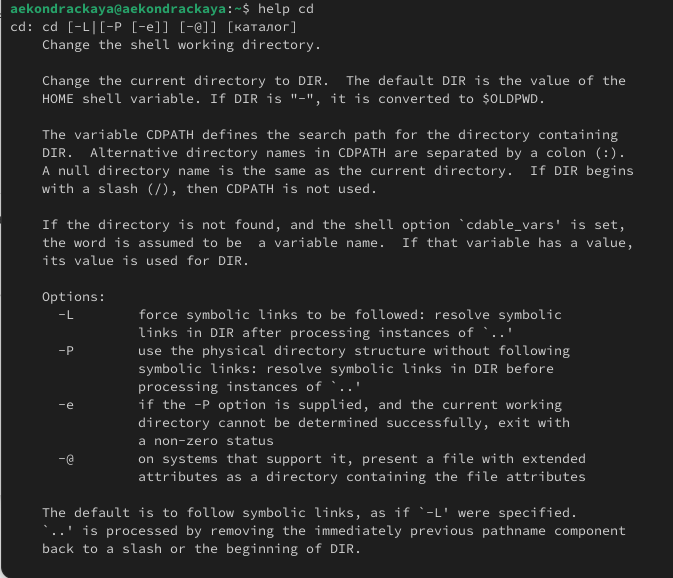 aekondrackaya@aekondrackaya:~$ help cd
cd: cd [-L|[-P [-e]] [-@]] [каталог]
    Change the shell working directory.

    Change the current directory to DIR.  The default DIR is the value of the
    HOME shell variable. If DIR is "-", it is converted to $OLDPWD.

    The variable CDPATH defines the search path for the directory containing
    DIR.  Alternative directory names in CDPATH are separated by a colon (:).
    A null directory name is the same as the current directory.  If DIR begins
    with a slash (/), then CDPATH is not used.

    If the directory is not found, and the shell option `cdable_vars' is set,
    the word is assumed to be  a variable name.  If that variable has a value,
    its value is used for DIR.

    Options:
      -L        force symbolic links to be followed: resolve symbolic
                links in DIR after processing instances of `..'
      -P        use the physical directory structure without following
                symbolic links: resolve symbolic links in DIR before
                processing instances of `..'
      -e        if the -P option is supplied, and the current working
                directory cannot be determined successfully, exit with
                a non-zero status
      -@        on systems that support it, present a file with extended
                attributes as a directory containing the file attributes

    The default is to follow symbolic links, as if `-L' were specified.
    `..' is processed by removing the immediately previous pathname component
    back to a slash or the beginning of DIR.